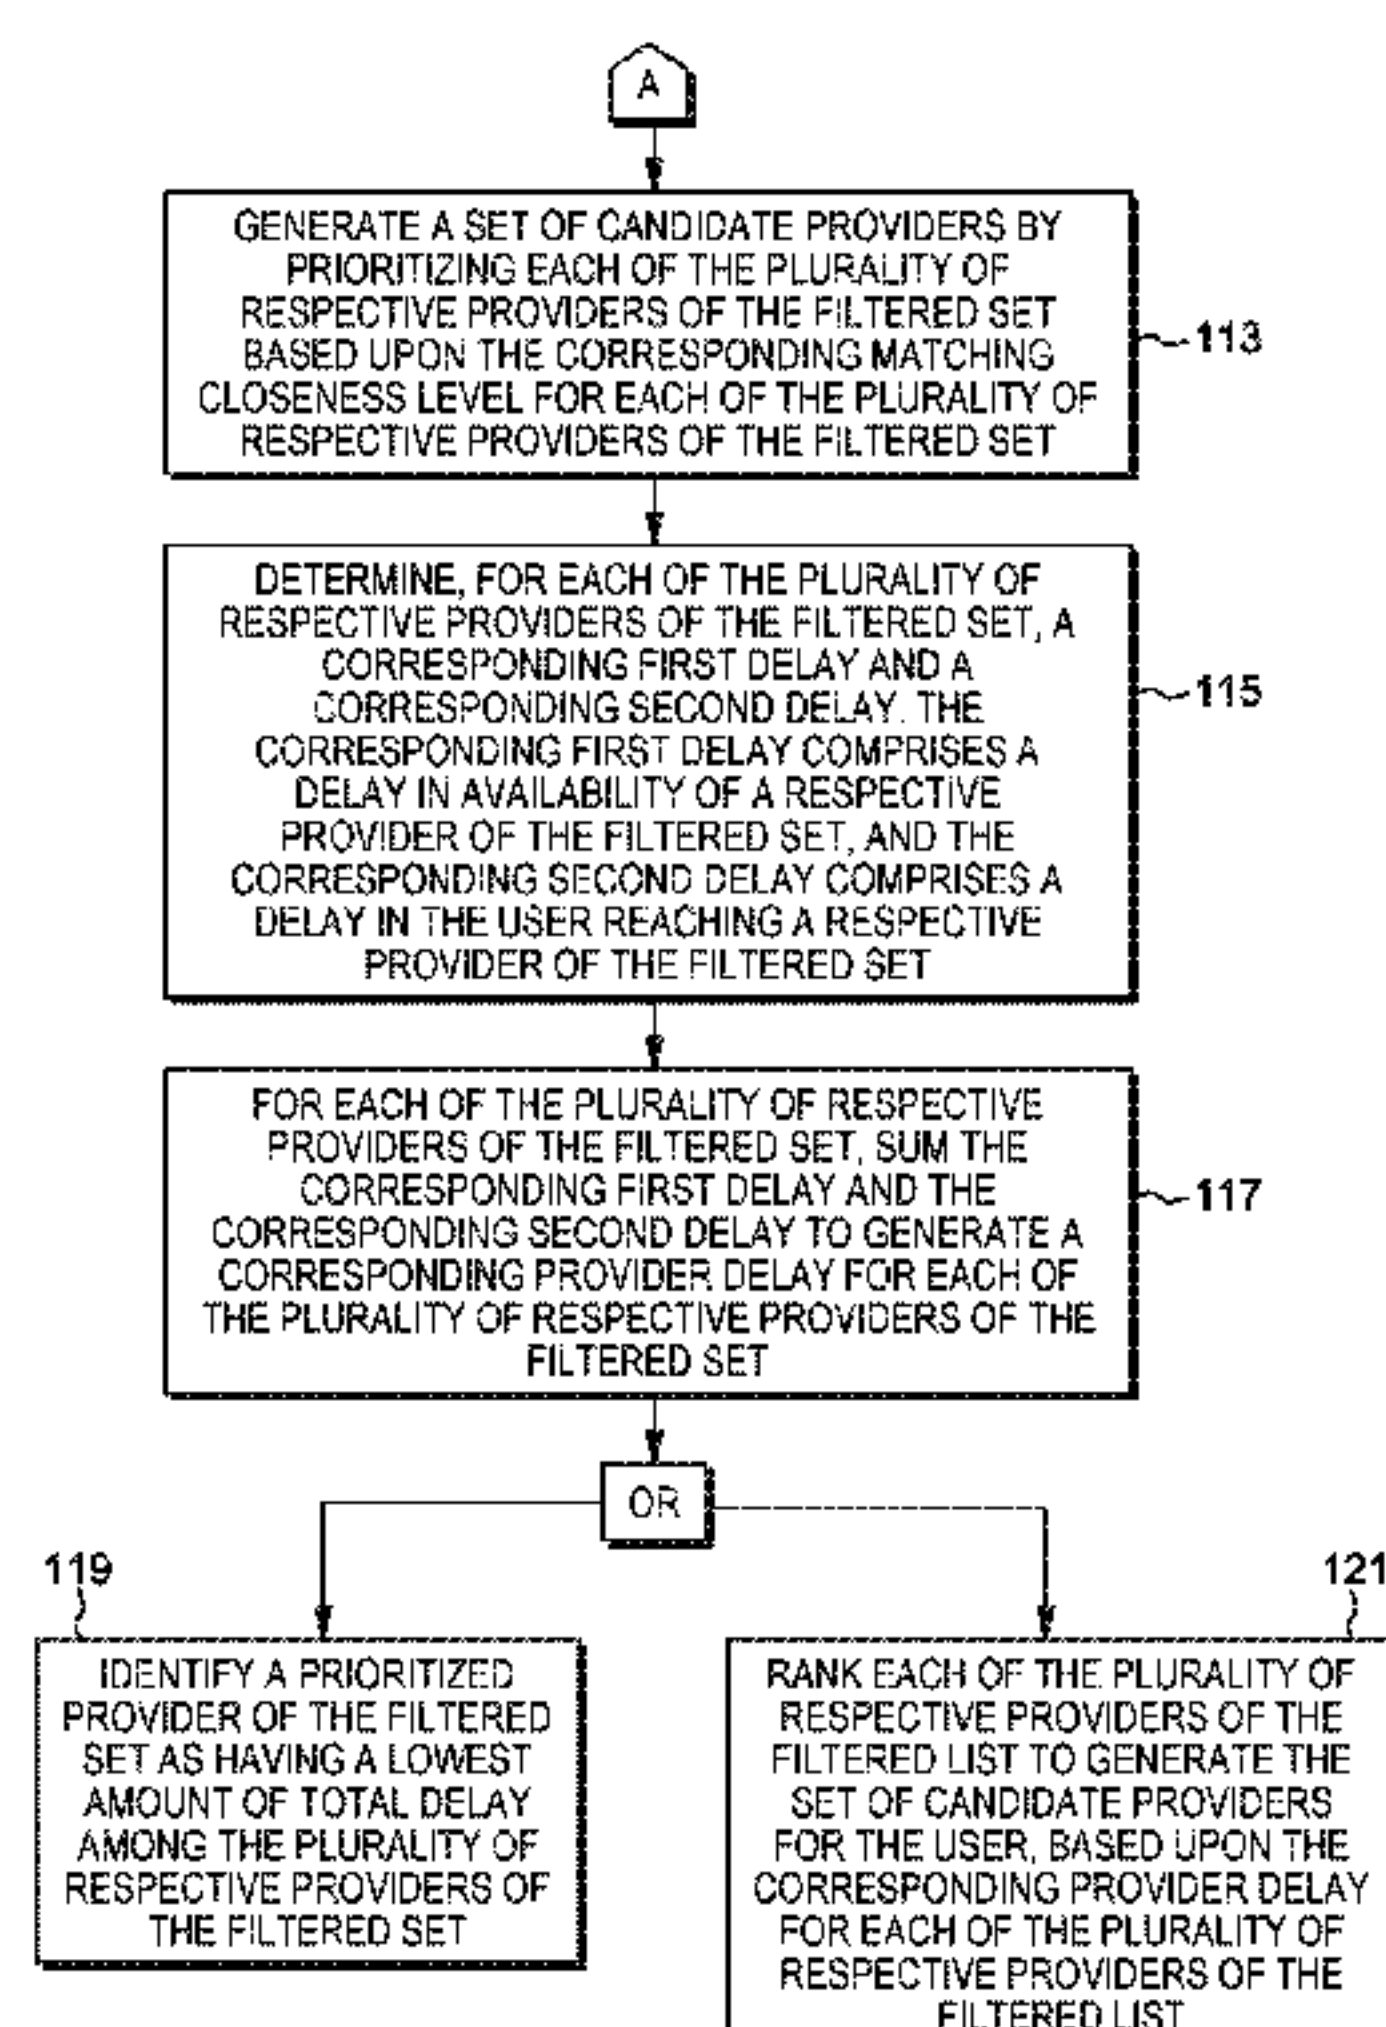 A
GENERATE A SET OF CANDIDATE PROVIDERS BY
PRIORITIZING EACH OF THE PLURALITY OF
RESPECTIVE PROVIDERS OF THE FILTERED SET
BASED UPON THE CORRESPONDING MATCHING
CLOSENESS LEVEL FOR EACH OF THE PLURALITY OF
RESPECTIVE PROVIDERS OF THE FILTERED SET
113
DETERMINE, FOR EACH OF THE PLURALITY OF
RESPECTIVE PROVIDERS OF THE FILTERED SET, A
CORRESPONDING FIRST DELAY AND A
CORRESPONDING SECOND DELAY. THE
CORRESPONDING FIRST DELAY COMPRISES A
DELAY IN AVAILABILITY OF A RESPECTIVE
PROVIDER OF THE FILTERED SET, AND THE
CORRESPONDING SECOND DELAY COMPRISES A
DELAY IN THE USER REACHING A RESPECTIVE
PROVIDER OF THE FILTERED SET
115
FOR EACH OF THE PLURALITY OF RESPECTIVE
PROVIDERS OF THE FILTERED SET, SUM THE
CORRESPONDING FIRST DELAY AND THE
CORRESPONDING SECOND DELAY TO GENERATE A
CORRESPONDING PROVIDER DELAY FOR EACH OF
THE PLURALITY OF RESPECTIVE PROVIDERS OF THE
FILTERED SET
117
OR
119
IDENTIFY A PRIORITIZED
PROVIDER OF THE FILTERED
SET AS HAVING A LOWEST
AMOUNT OF TOTAL DELAY
AMONG THE PLURALITY OF
RESPECTIVE PROVIDERS OF
THE FILTERED SET
121
RANK EACH OF THE PLURALITY OF
RESPECTIVE PROVIDERS OF THE
FILTERED LIST TO GENERATE THE
SET OF CANDIDATE PROVIDERS
FOR THE USER, BASED UPON THE
CORRESPONDING PROVIDER DELAY
FOR EACH OF THE PLURALITY OF
RESPECTIVE PROVIDERS OF THE
FILTERED LIST